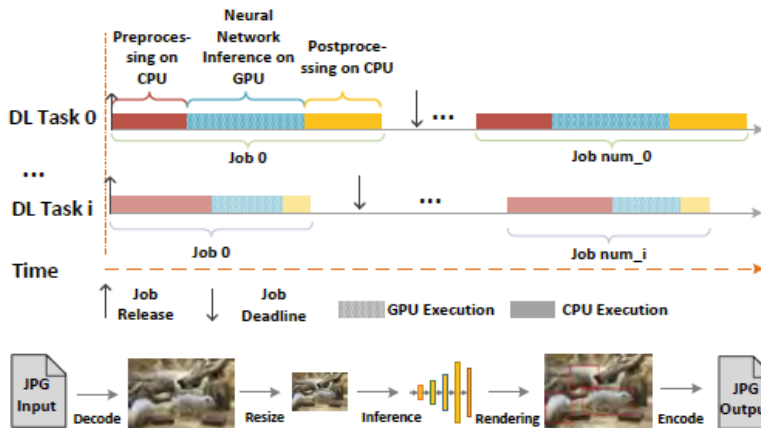 Preproces-
sing on
CPU
Neural
Network
Inference on
GPU
Postproce-
ssing on CPU
DL Task 0
...
Job 0
Job num_0
...
DL Task i
...
Job 0
Job num_i
Time
Job
Release
Job
Deadline
GPU Execution
CPU Execution
JPG
Input
Decode
Resize
Inference
Rendering
Encode
JPG
Output